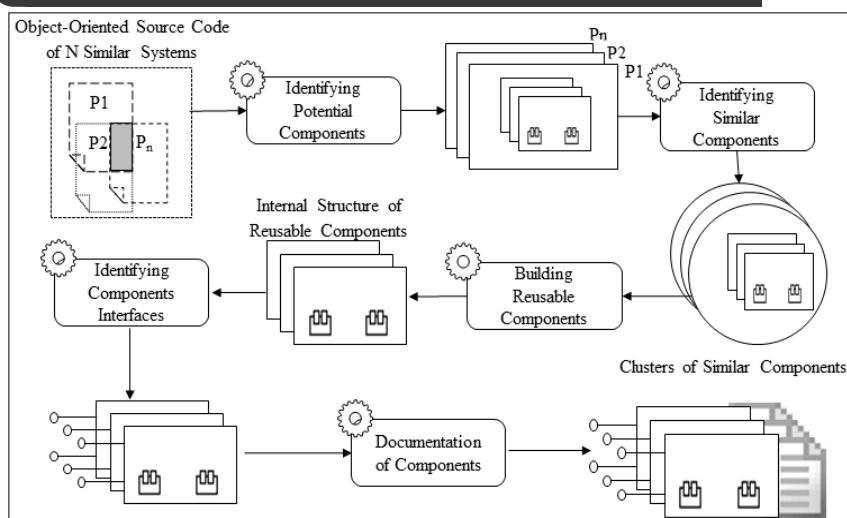 Object-Oriented Source Code
of N Similar Systems
P1
P2
Pn
Identifying
Potential
Components
Pn
P2
P1
Identifying
Similar
Components
Clusters of Similar Components
Building
Reusable
Components
Internal Structure of
Reusable Components
Identifying
Components
Interfaces
Documentation
of Components